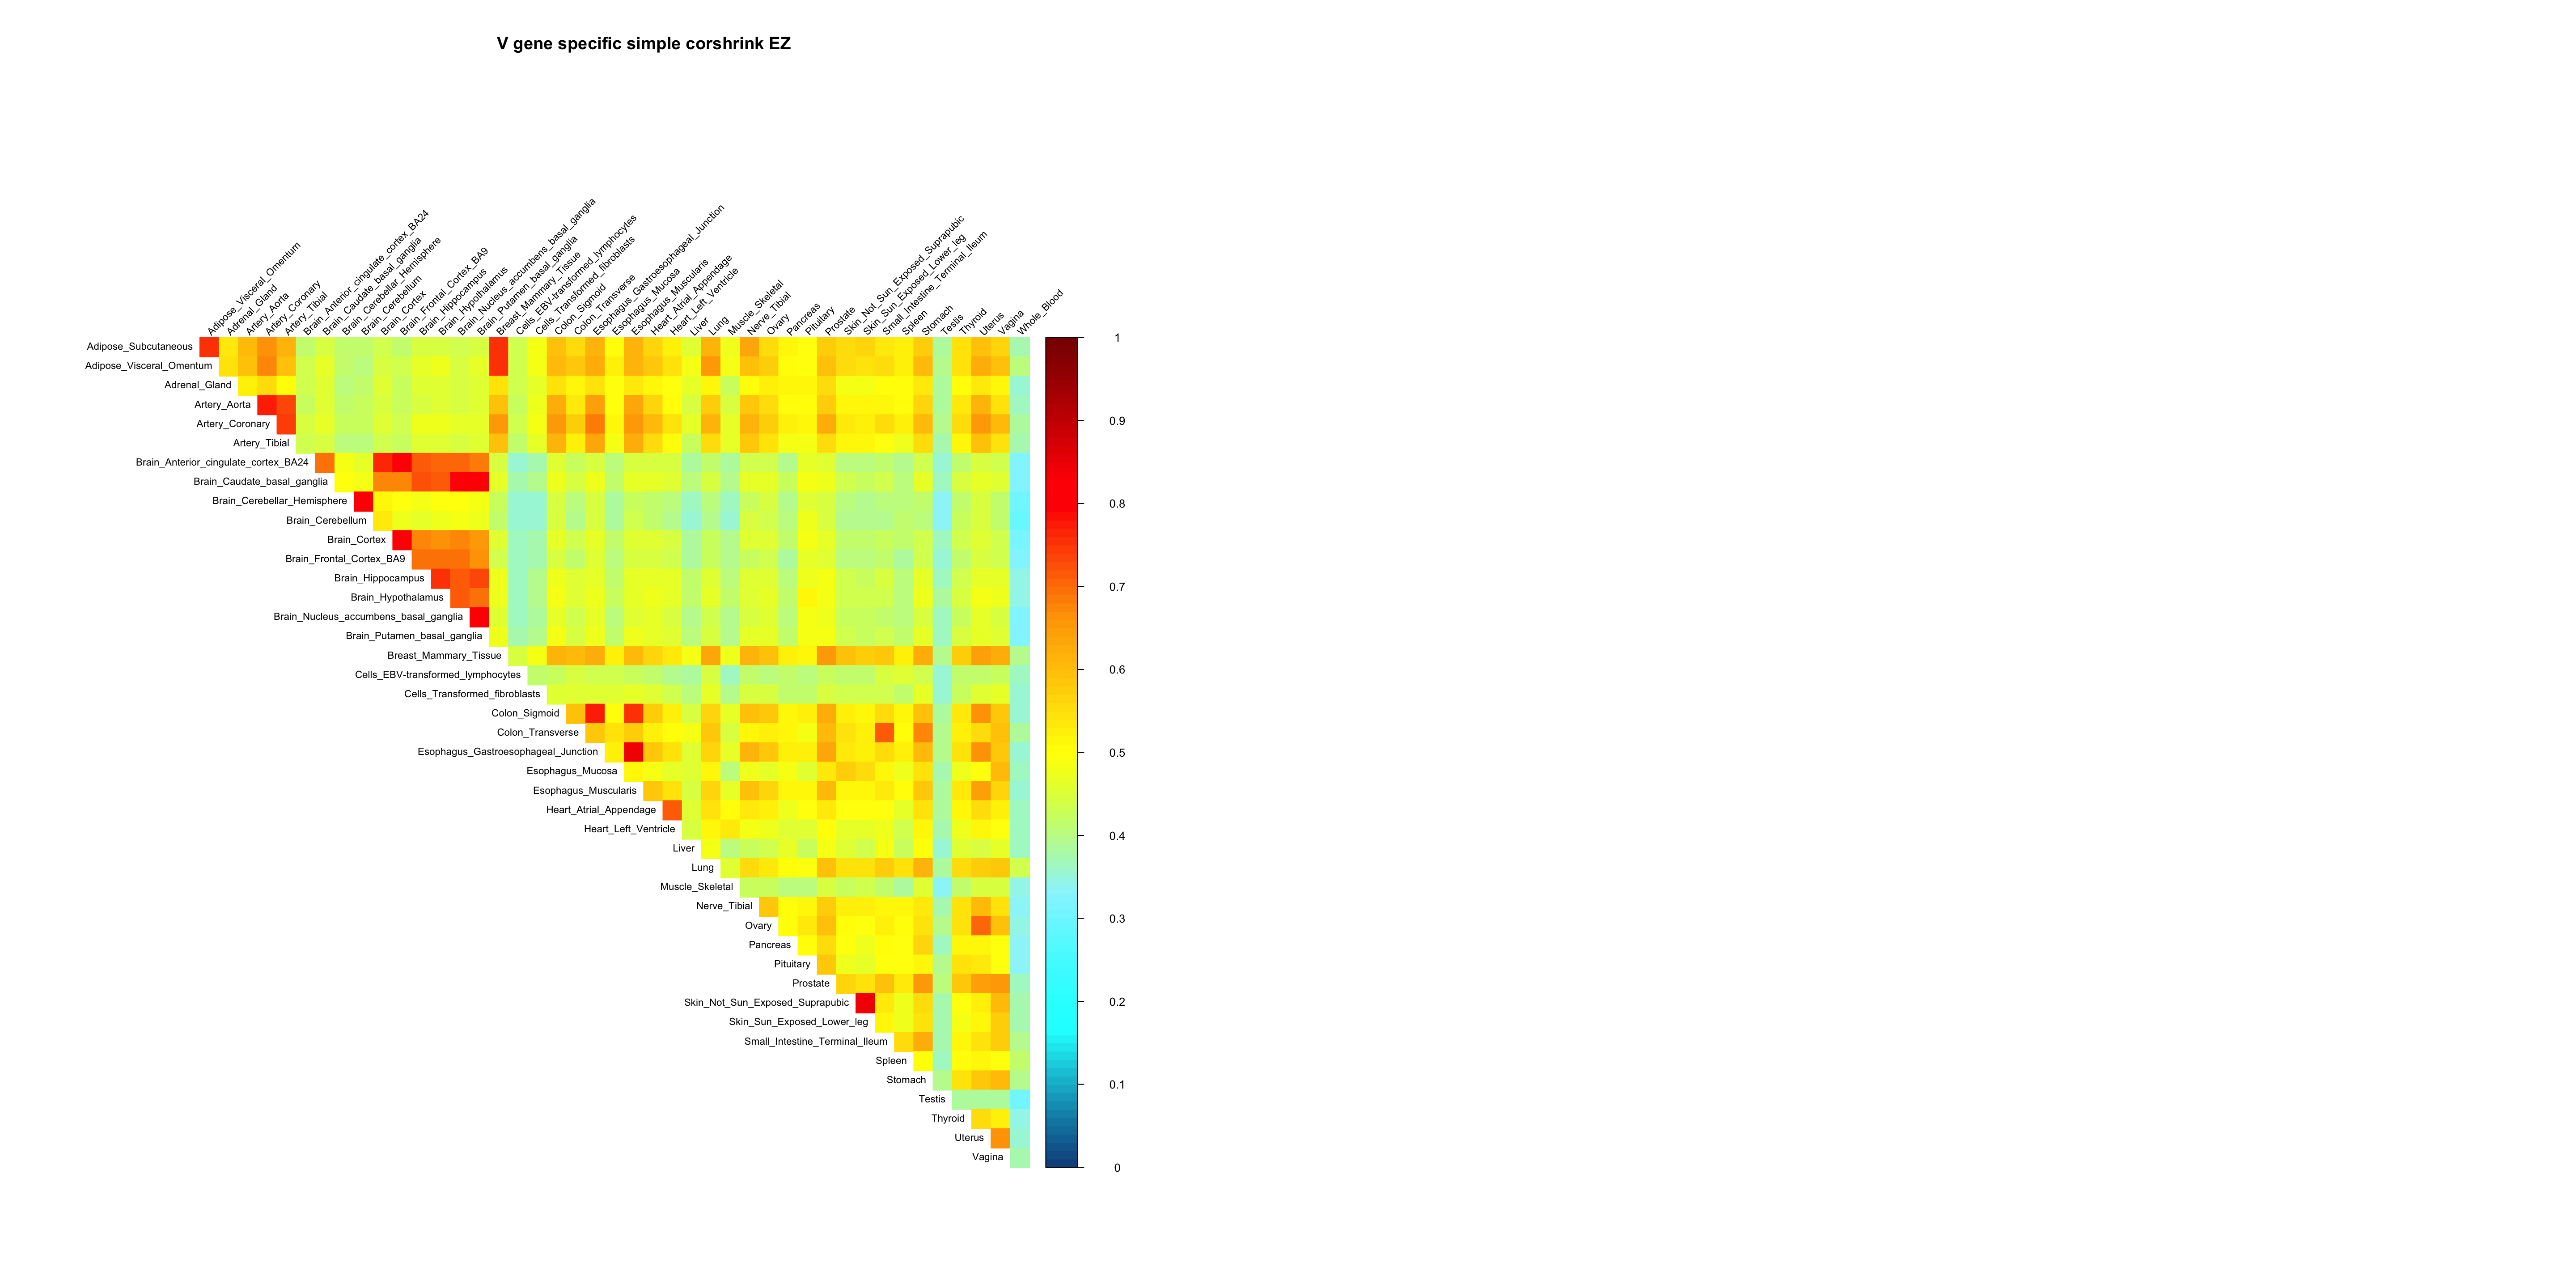 V gene specific simple corshrink EZ
Adipose_Visceral_Omentum
Adrenal_Gland
Artery_Aorta
Artery_Coronary
Artery_Tibial
Brain_Anterior_cingulate_cortex_BA24
Brain_Caudate_basal_ganglia
Brain_Cerebellar_Hemisphere
Brain_Cerebellum
Brain_Cortex
Brain_Frontal_Cortex_BA9
Brain_Hippocampus
Brain_Hypothalamus
Brain_Nucleus_accumbens_basal_ganglia
Brain_Putamen_basal_ganglia
Breast_Mammary_Tissue
Cells_EBV-transformed_lymphocytes
Cells_Transformed_fibroblasts
Colon_Sigmoid
Colon_Transverse
Esophagus_Gastroesophageal_Junction
Esophagus_Mucosa
Esophagus_Muscularis
Heart_Atrial_Appendage
Heart_Left_Ventricle
Liver
Lung
Muscle_Skeletal
Nerve_Tibial
Ovary
Pancreas
Pituitary
Prostate
Skin_Not_Sun_Exposed_Suprapubic
Skin_Sun_Exposed_Lower_leg
Small_Intestine_Terminal_Ileum
Spleen
Stomach
Testis
Thyroid
Uterus
Vagina
Whole_Blood
Adipose_Subcutaneous
Adipose_Visceral_Omentum
Adrenal_Gland
Artery_Aorta
Artery_Coronary
Artery_Tibial
Brain_Anterior_cingulate_cortex_BA24
Brain_Caudate_basal_ganglia
Brain_Cerebellar_Hemisphere
Brain_Cerebellum
Brain_Cortex
Brain_Frontal_Cortex_BA9
Brain_Hippocampus
Brain_Hypothalamus
Brain_Nucleus_accumbens_basal_ganglia
Brain_Putamen_basal_ganglia
Breast_Mammary_Tissue
Cells_EBV-transformed_lymphocytes
Cells_Transformed_fibroblasts
Colon_Sigmoid
Colon_Transverse
Esophagus_Gastroesophageal_Junction
Esophagus_Mucosa
Esophagus_Muscularis
Heart_Atrial_Appendage
Heart_Left_Ventricle
Liver
Lung
Muscle_Skeletal
Nerve_Tibial
Ovary
Pancreas
Pituitary
Prostate
Skin_Not_Sun_Exposed_Suprapubic
Skin_Sun_Exposed_Lower_leg
Small_Intestine_Terminal_Ileum
Spleen
Stomach
Testis
Thyroid
Uterus
Vagina
1
0.9
0.8
0.7
0.6
0.5
0.4
0.3
0.2
0.1
0